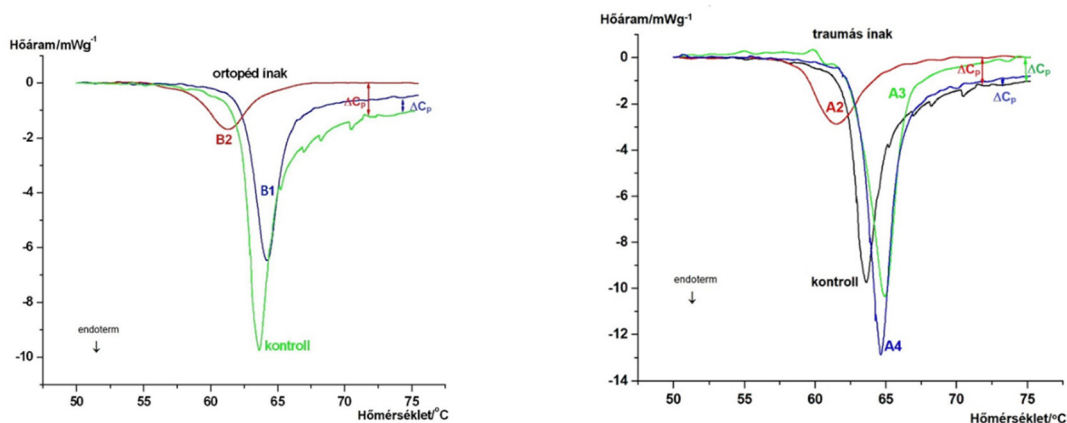 Hőáram/mWg⁻¹
ortopéd ínak
0
-2
-4
-6
-8
-10
ΔCp
ΔCp
B2
B1
kontroll
endoterm
↓
50 55 60 65 70 75
Hőmérséklet/°C
Hőáram/mWg⁻¹
traumás ínak
0
-2
-4
-6
-8
-10
-12
-14
ΔCp
ΔCp
ΔCp
A2
A3
kontroll
A4
endoterm
↓
50 55 60 65 70 75
Hőmérséklet/°C